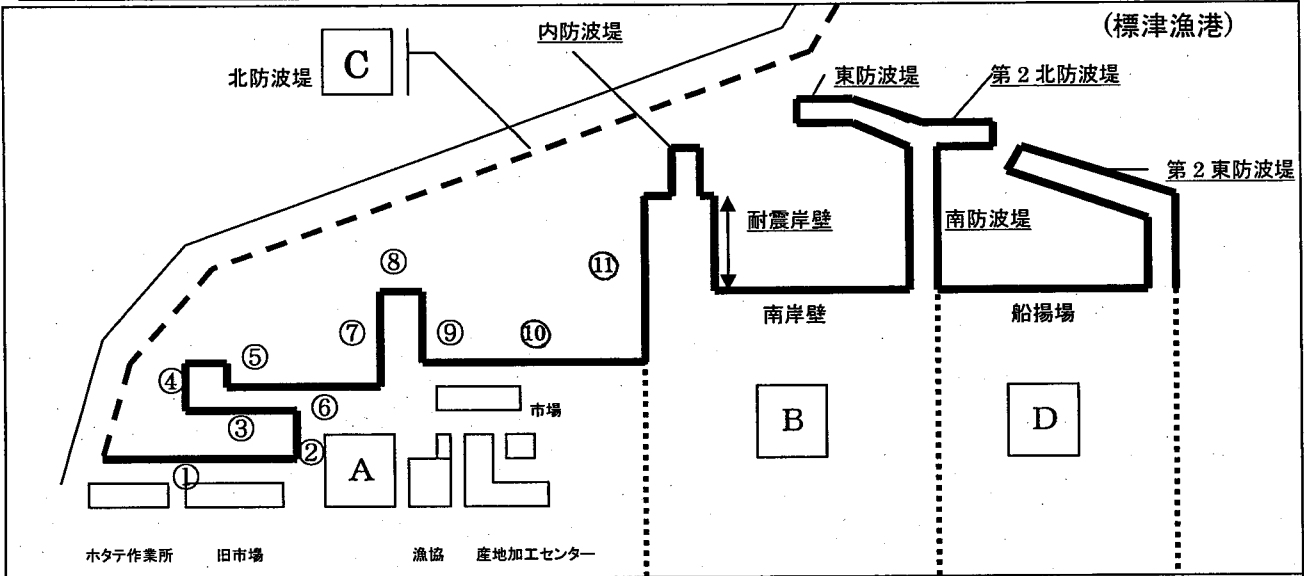 (標津漁港)
内防波堤
北防波堤
C
東防波堤
第2北防波堤
第2東防波堤
耐震岸壁
南防波堤
⑧
⑪
南岸壁
船揚場
⑦
⑨
⑩
⑤
④
⑥
市場
③
②
①
A
B
D
ホタテ作業所
旧市場
漁協
産地加工センター